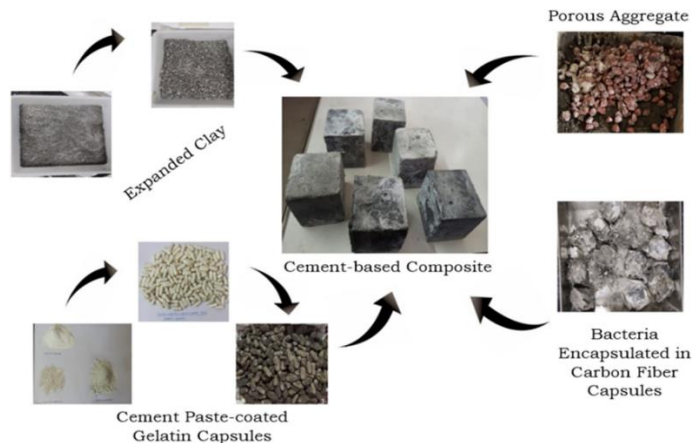 Porous Aggregate
Expanded Clay
Cement-based Composite
Bacteria
Encapsulated in
Carbon Fiber
Capsules
Cement Paste-coated
Gelatin Capsules